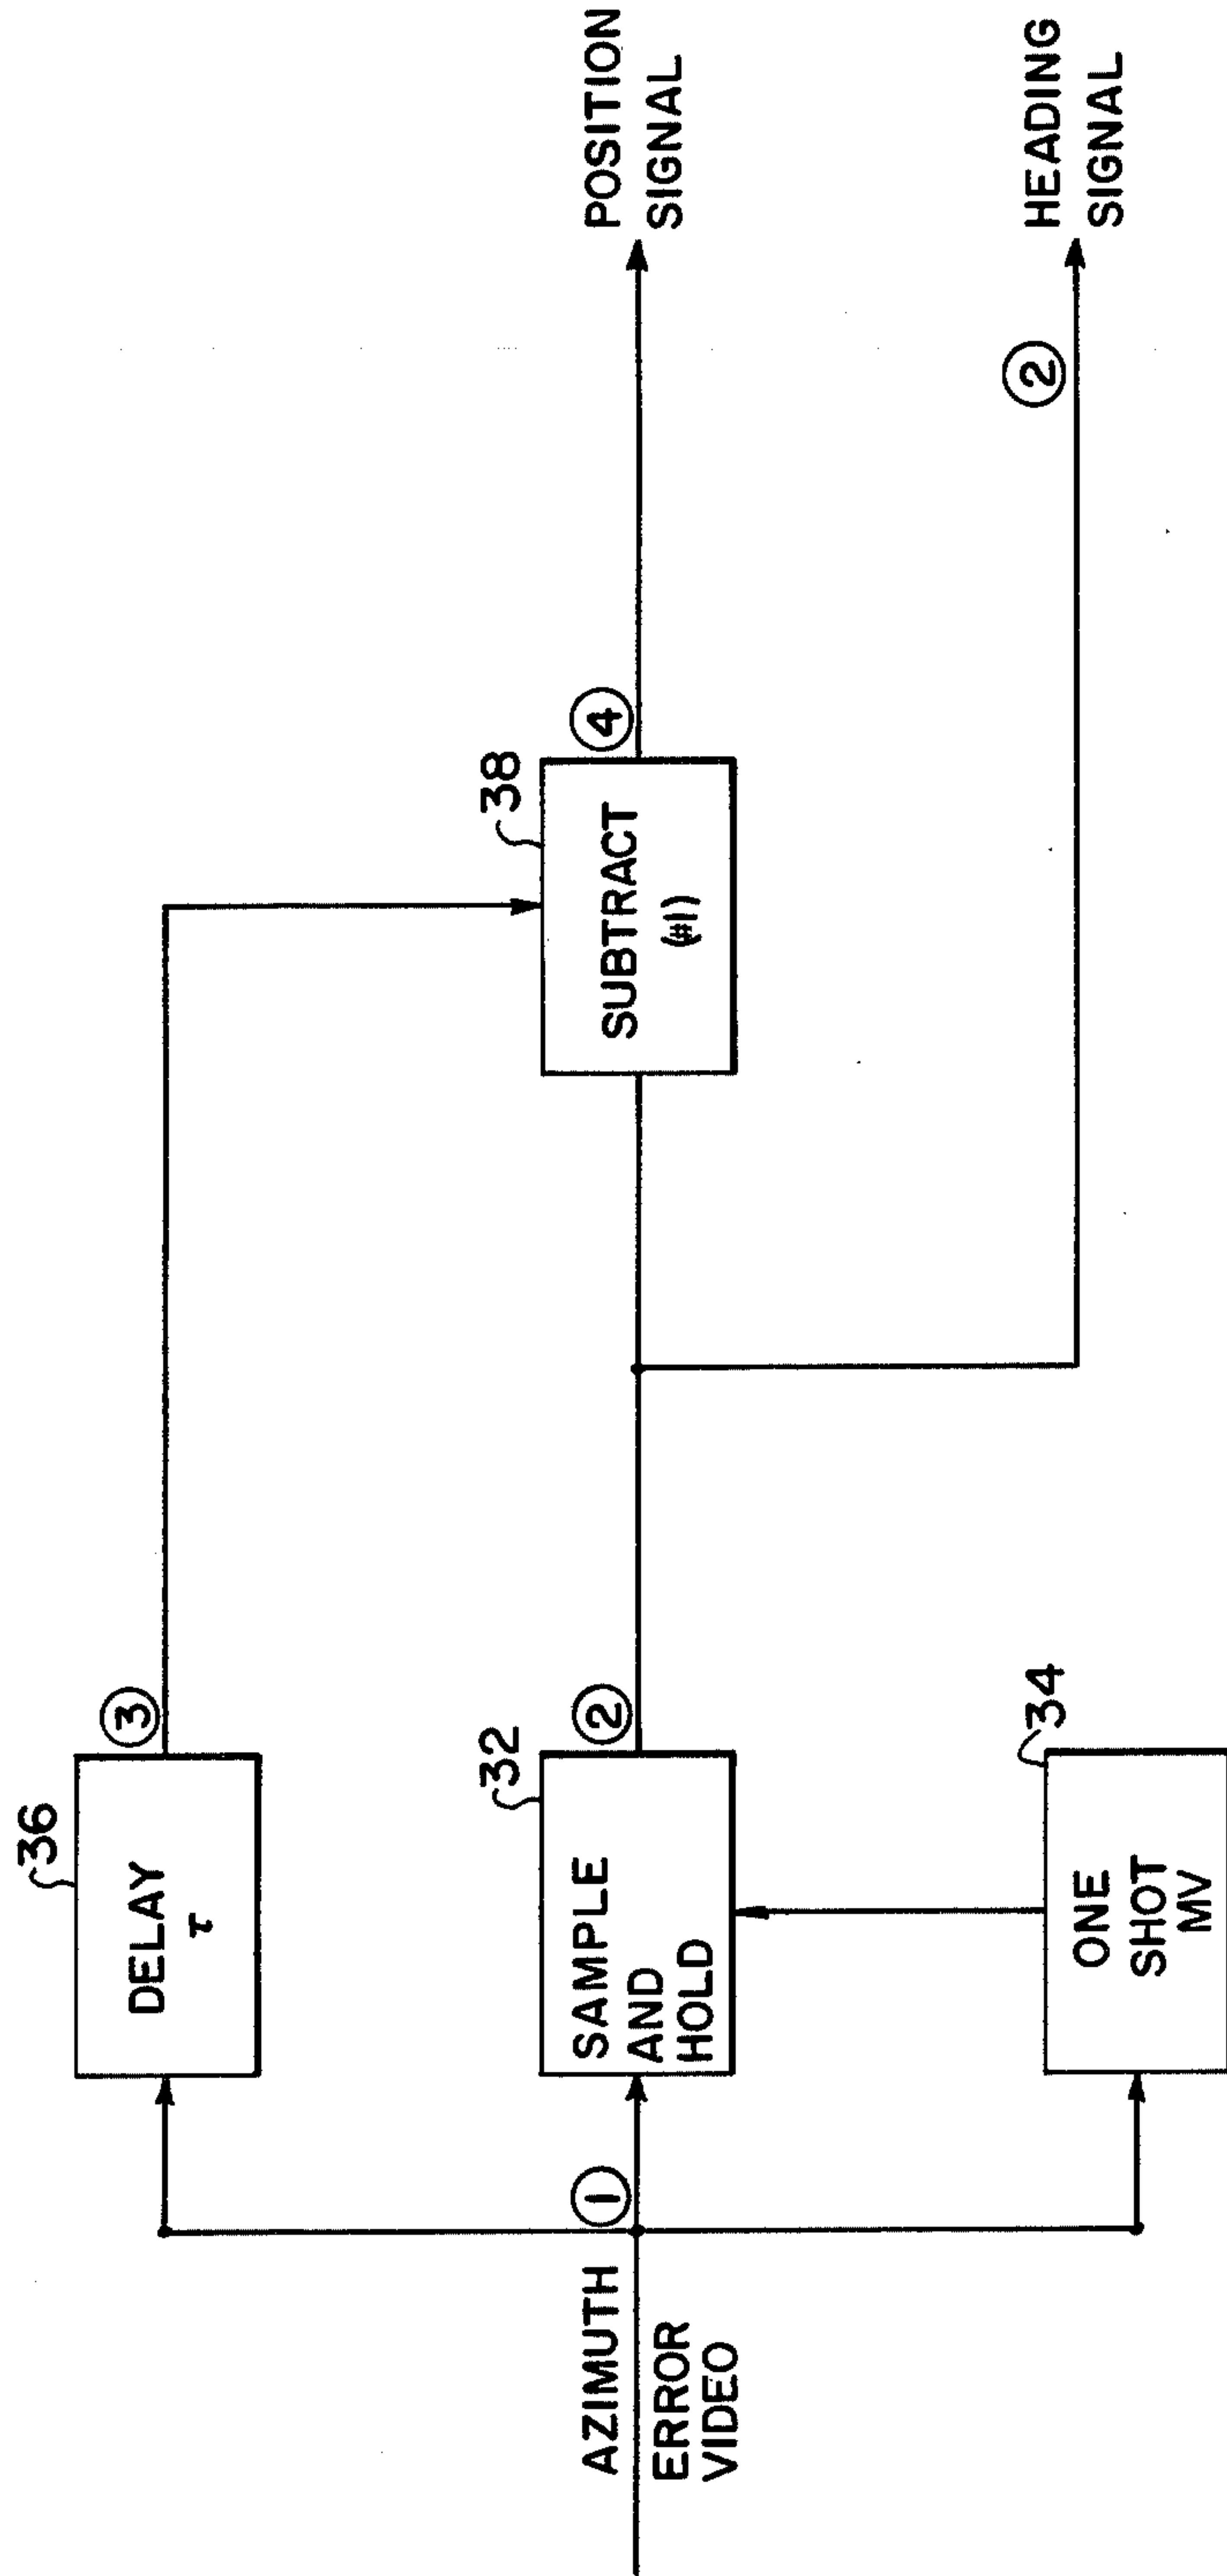 AZIMUTH
ERROR
VIDEO
①
36
DELAY
τ
③
32
SAMPLE
AND
HOLD
②
34
ONE
SHOT
MV
38
SUBTRACT
(#1)
④
POSITION
SIGNAL
②
HEADING
SIGNAL